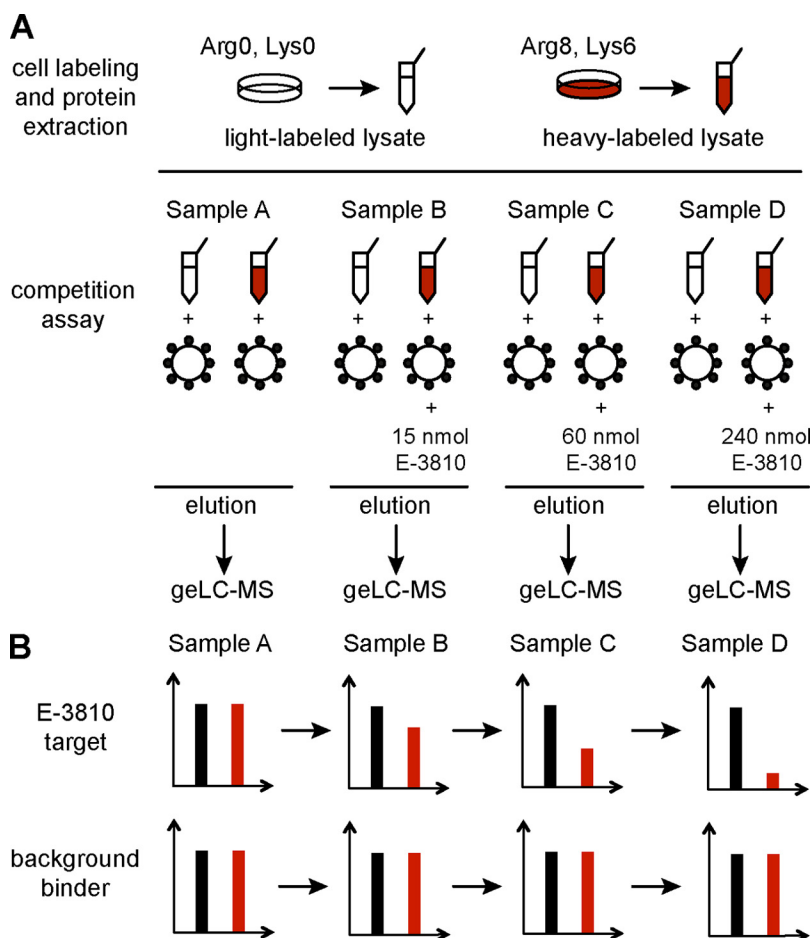 A
cell labeling
and protein
extraction
Arg0, Lys0
Arg8, Lys6
light-labeled lysate
heavy-labeled lysate
Sample A
Sample B
Sample C
Sample D
competition
assay
+ + + + + + + +
+ + +
15 nmol
E-3810
60 nmol
E-3810
240 nmol
E-3810
elution
elution
elution
elution
geLC-MS
geLC-MS
geLC-MS
geLC-MS
B
Sample A
Sample B
Sample C
Sample D
E-3810
target
background
binder